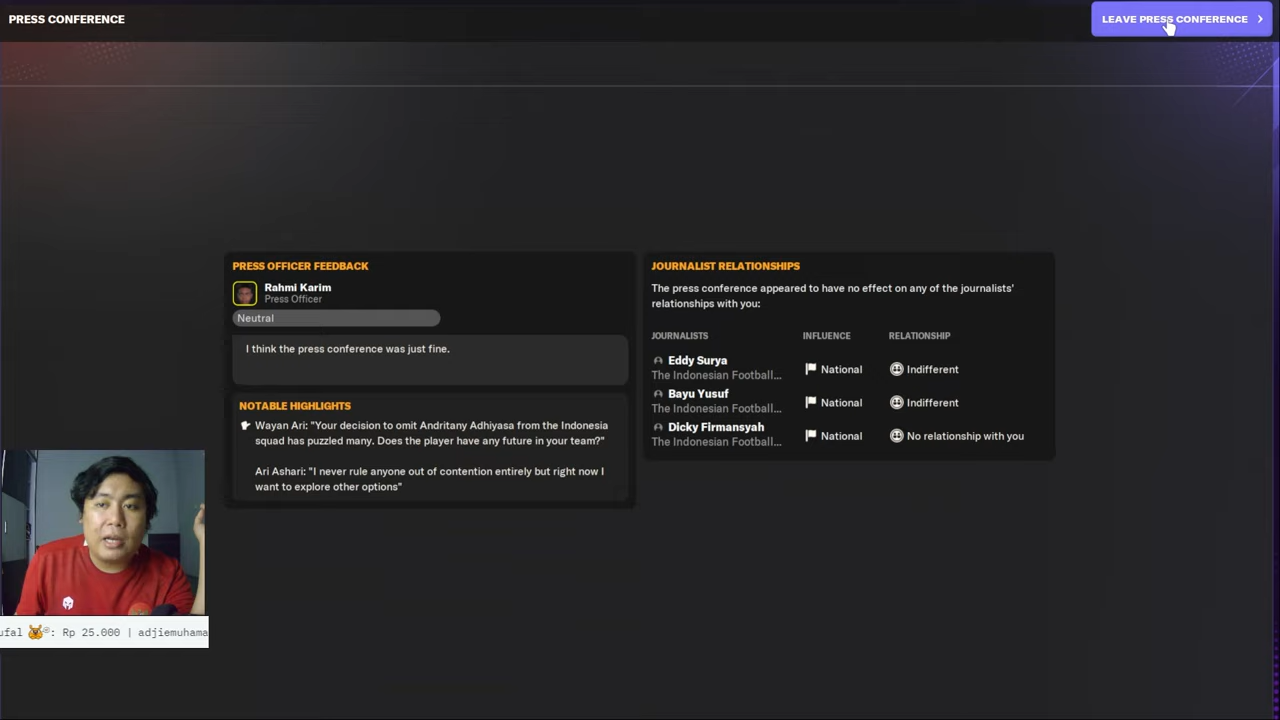 PRESS CONFERENCE
LEAVE PRESS CONFERENCE
PRESS OFFICER FEEDBACK
Rahmi Karim
Press Officer
Neutral
I think the press conference was just fine.
NOTABLE HIGHLIGHTS
Wayan Ari: "Your decision to omit Andritany Adhiyasa from the Indonesia
squad has puzzled many. Does the player have any future in your team?"
Ari Ashari: "I never rule anyone out of contention entirely but right now I
want to explore other options"
JOURNALIST RELATIONSHIPS
The press conference appeared to have no effect on any of the journalists'
relationships with you:
JOURNALISTS INFLUENCE RELATIONSHIP
Eddy Surya
The Indonesian Football... National Indifferent
Bayu Yusuf
The Indonesian Football... National Indifferent
Dicky Firmansyah
The Indonesian Football... National No relationship with you
ufal : Rp 25.000 | adjiemuhama